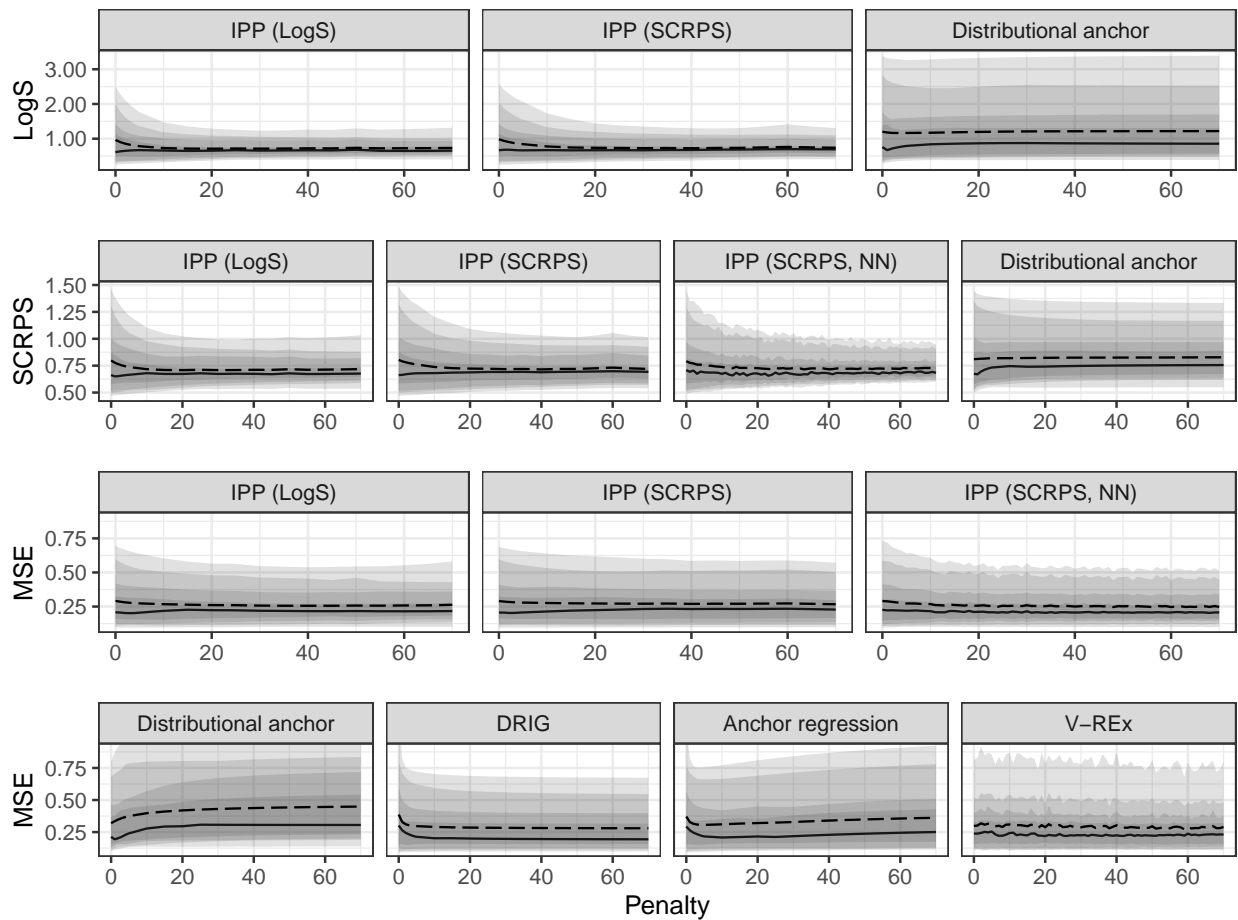 IPP (LogS) IPP (SCRPS) Distributional anchor
LogS
3.00
2.00
1.00
0 20 40 60 0 20 40 60 0 20 40 60
IPP (LogS) IPP (SCRPS) IPP (SCRPS, NN) Distributional anchor
SCRPS
1.50
1.25
1.00
0.75
0.50
0 20 40 60 0 20 40 60 0 20 40 60 0 20 40 60
IPP (LogS) IPP (SCRPS) IPP (SCRPS, NN)
MSE
0.75
0.50
0.25
0 20 40 60 0 20 40 60 0 20 40 60
Distributional anchor DRIG Anchor regression V−REx
MSE
0.75
0.50
0.25
0 20 40 60 0 20 40 60 0 20 40 60 0 20 40 60
Penalty